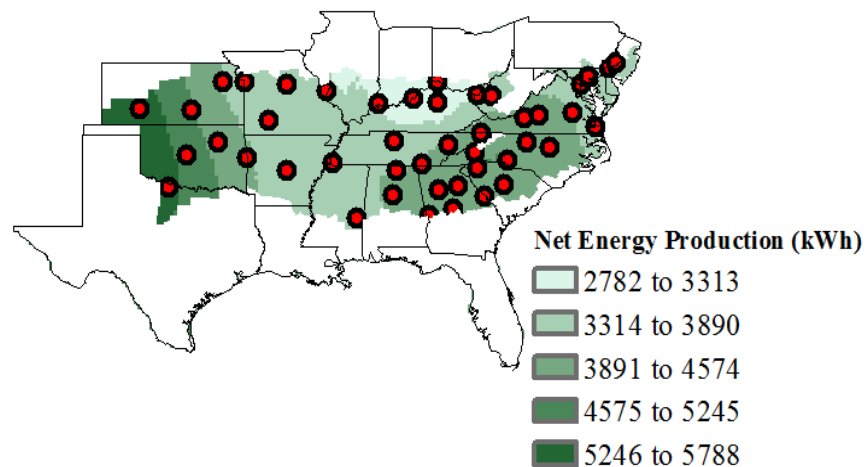 Net Energy Production (kWh)
2782 to 3313
3314 to 3890
3891 to 4574
4575 to 5245
5246 to 5788